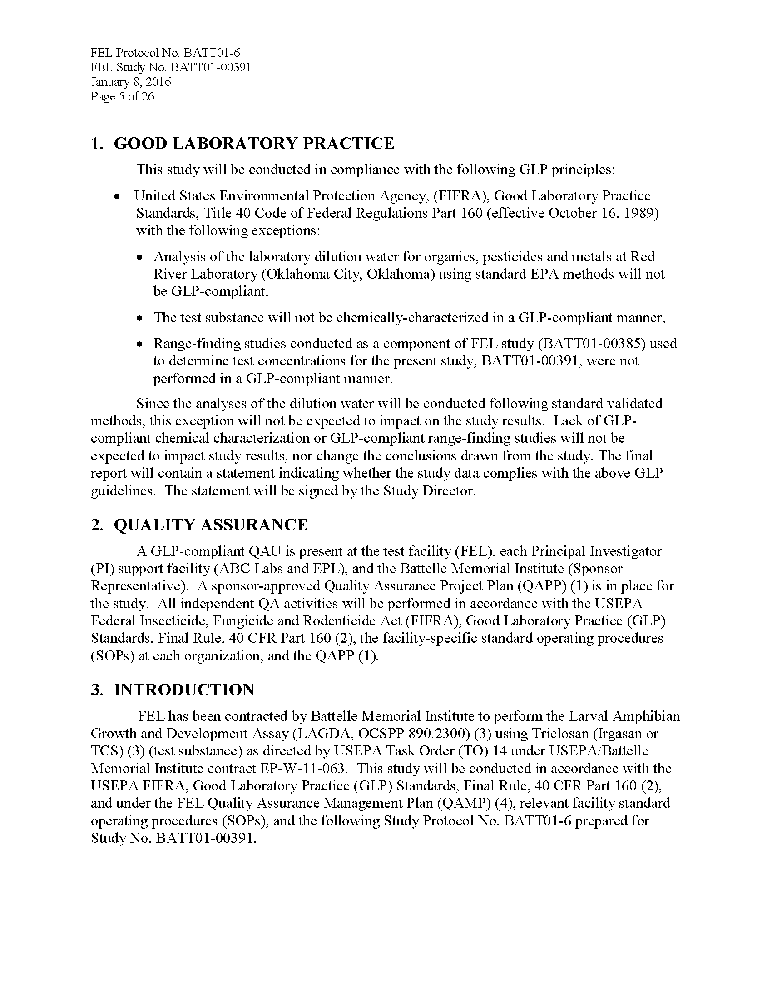 FEL Protocol No. BATT01-6
FEL Study No. BATT01-00391
January 8, 2016
Page 5 of 26
1. GOOD LABORATORY PRACTICE
This study will be conducted in compliance with the following GLP principles:
• United States Environmental Protection Agency, (FIFRA), Good Laboratory Practice
Standards, Title 40 Code of Federal Regulations Part 160 (effective October 16, 1989)
with the following exceptions:
• Analysis of the laboratory dilution water for organics, pesticides and metals at Red
River Laboratory (Oklahoma City, Oklahoma) using standard EPA methods will not
be GLP-compliant,
• The test substance will not be chemically-characterized in a GLP-compliant manner,
• Range-finding studies conducted as a component of FEL study (BATT01-00385) used
to determine test concentrations for the present study, BATT01-00391, were not
performed in a GLP-compliant manner.
Since the analyses of the dilution water will be conducted following standard validated
methods, this exception will not be expected to impact on the study results. Lack of GLP-
compliant chemical characterization or GLP-compliant range-finding studies will not be
expected to impact study results, nor change the conclusions drawn from the study. The final
report will contain a statement indicating whether the study data complies with the above GLP
guidelines. The statement will be signed by the Study Director.
2. QUALITY ASSURANCE
A GLP-compliant QAU is present at the test facility (FEL), each Principal Investigator
(PI) support facility (ABC Labs and EPL), and the Battelle Memorial Institute (Sponsor
Representative). A sponsor-approved Quality Assurance Project Plan (QAPP) (1) is in place for
the study. All independent QA activities will be performed in accordance with the USEPA
Federal Insecticide, Fungicide and Rodenticide Act (FIFRA), Good Laboratory Practice (GLP)
Standards, Final Rule, 40 CFR Part 160 (2), the facility-specific standard operating procedures
(SOPs) at each organization, and the QAPP (1).
3. INTRODUCTION
FEL has been contracted by Battelle Memorial Institute to perform the Larval Amphibian
Growth and Development Assay (LAGDA, OCSPP 890.2300) (3) using Triclosan (Irgasan or
TCS) (3) (test substance) as directed by USEPA Task Order (TO) 14 under USEPA/Battelle
Memorial Institute contract EP-W-11-063. This study will be conducted in accordance with the
USEPA FIFRA, Good Laboratory Practice (GLP) Standards, Final Rule, 40 CFR Part 160 (2),
and under the FEL Quality Assurance Management Plan (QAMP) (4), relevant facility standard
operating procedures (SOPs), and the following Study Protocol No. BATT01-6 prepared for
Study No. BATT01-00391.